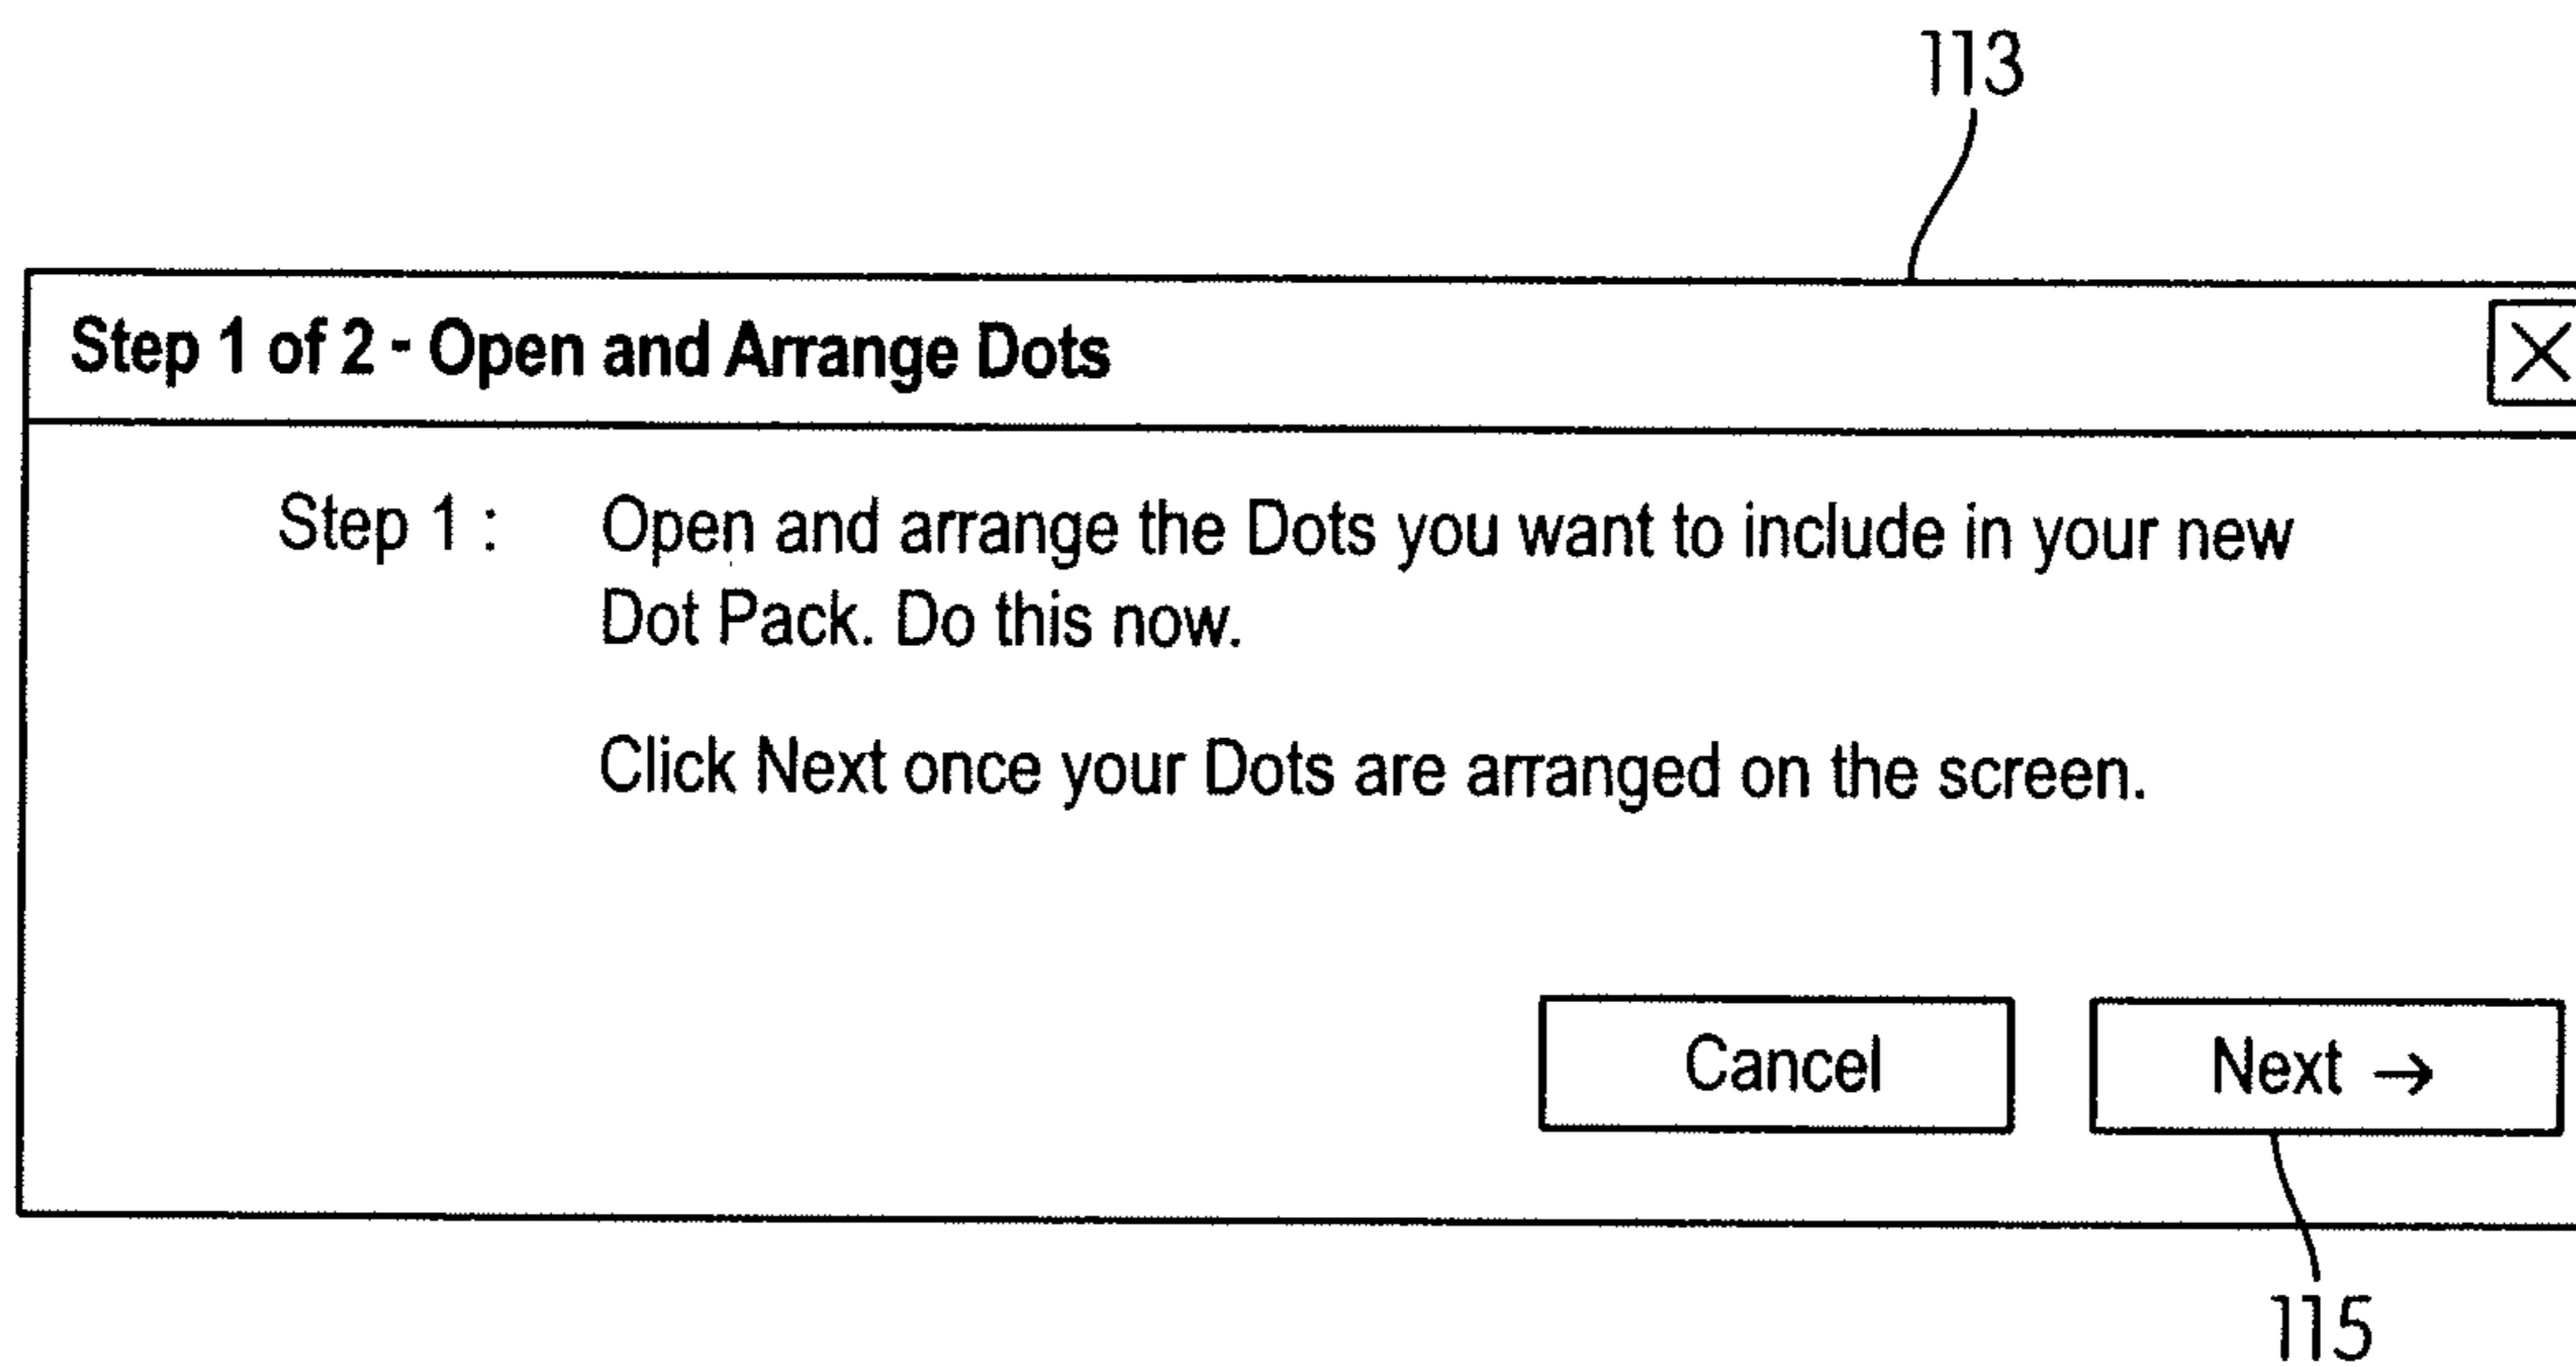 113
Step 1 of 2 - Open and Arrange Dots
Step 1 : Open and arrange the Dots you want to include in your new
Dot Pack. Do this now.
Click Next once your Dots are arranged on the screen.
Cancel
Next →
115